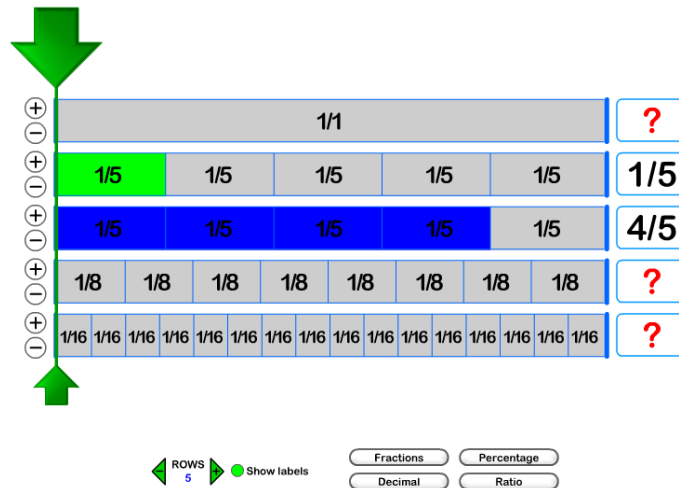 1/1 ?
1/5 1/5 1/5 1/5 1/5 1/5
1/5 1/5 1/5 1/5 1/5 4/5
1/8 1/8 1/8 1/8 1/8 1/8 1/8 1/8 ?
1/16 1/16 1/16 1/16 1/16 1/16 1/16 1/16 1/16 1/16 1/16 1/16 1/16 1/16 1/16 1/16 ?
ROWS
5
Show labels
Fractions Percentage
Decimal Ratio